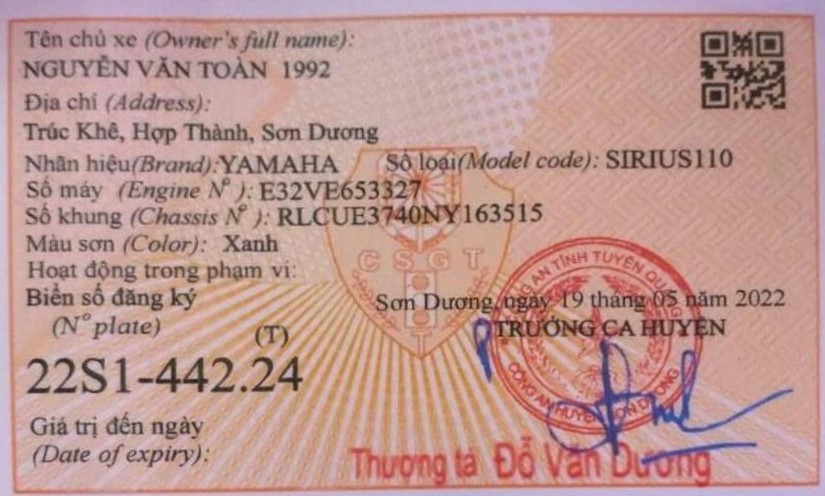 Tên chủ xe (Owner's full name):
NGUYỄN VĂN TOÀN 1992
Địa chỉ (Address):
Trúc Khê, Hợp Thành, Sơn Dương
Nhãn hiệu(Brand):YAMAHA Số loại(Model code): SIRIUS110
Số máy (Engine Nº): E32VE653327
Số khung (Chassis Nº): RLCUE3740NY163515
Màu sơn (Color): Xanh
Hoạt động trong phạm vi:
CSGT
Biển số đăng ký
Sơn Dương, ngày 19 tháng 05 năm 2022
(Nº plate)
P TRƯỞNG CA HUYỆN
(T)
22S1-442.24
CÔNG AN TỈNH TUYÊN QUANG
CÔNG AN HUYỆN SƠN DƯƠNG
Giá trị đến ngày
(Date of expiry):
Thượng tá Đỗ Văn Dương